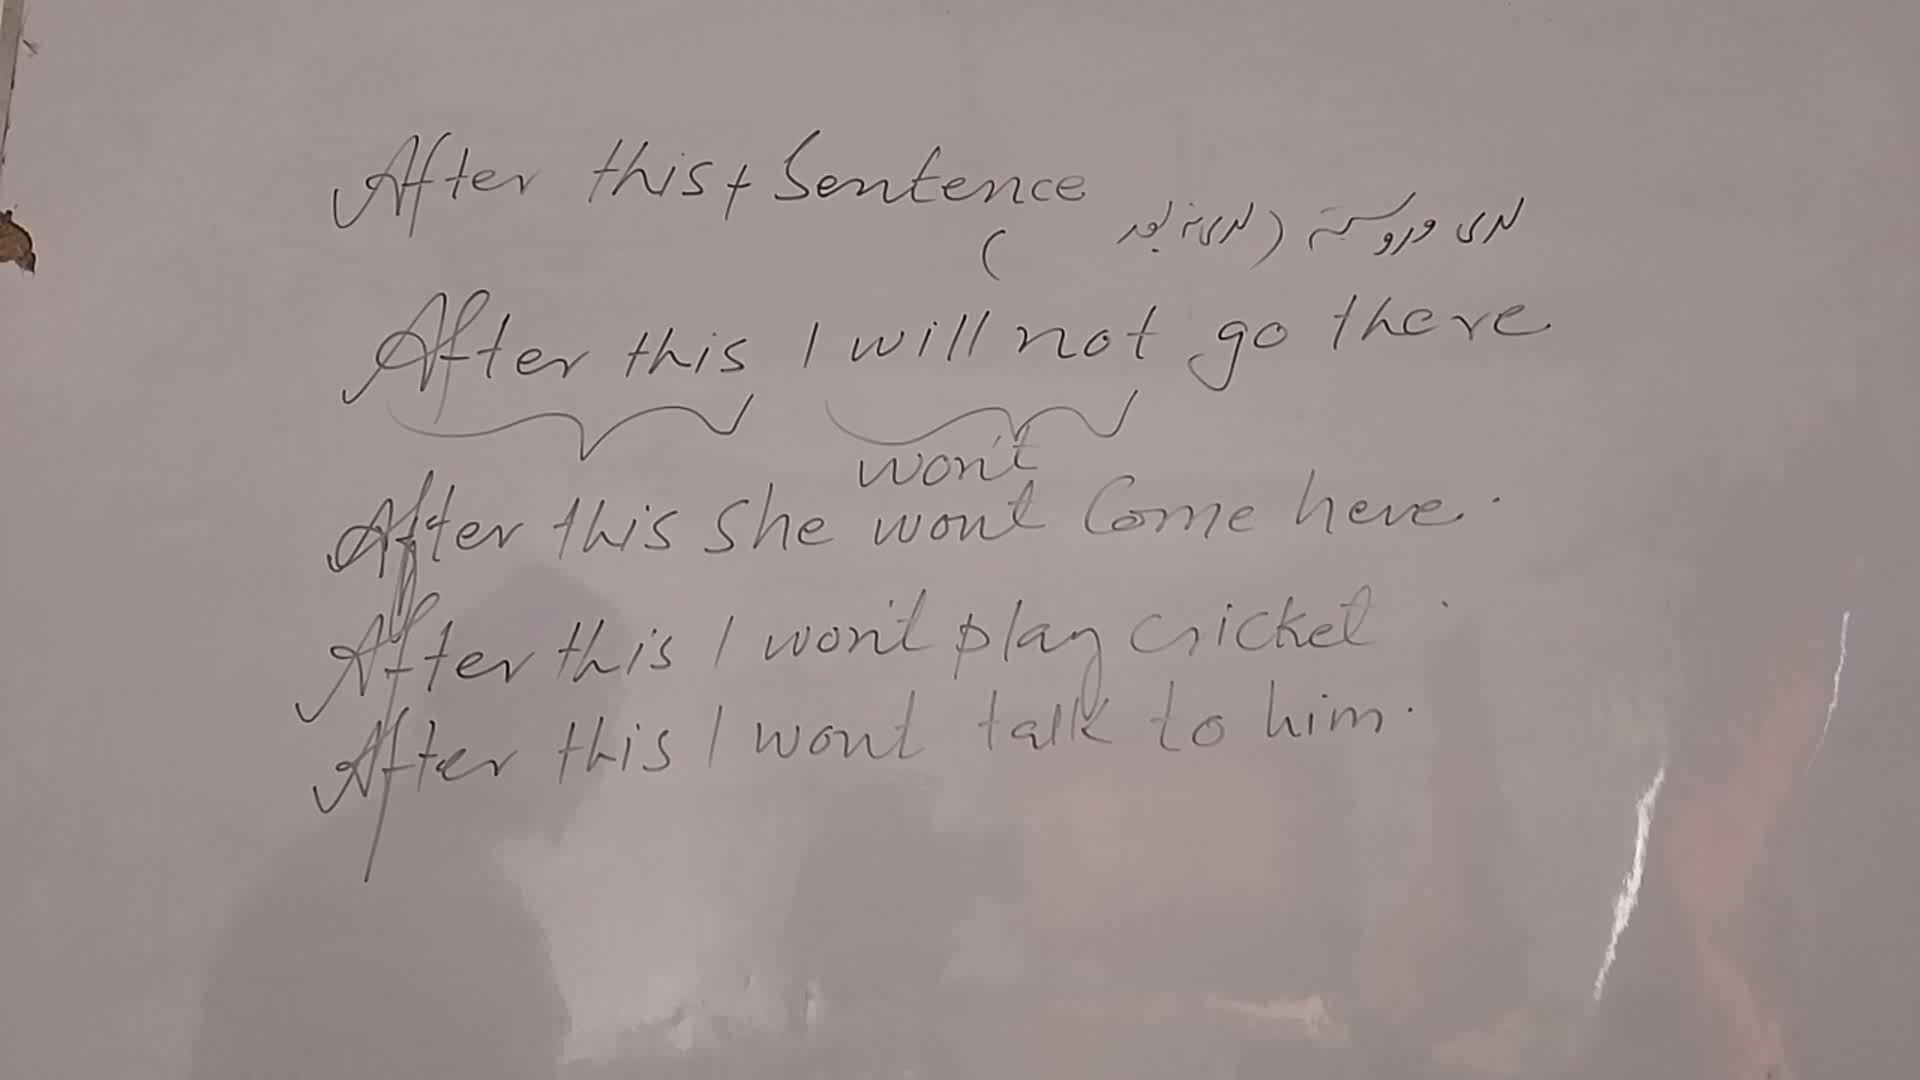 After this + Sentence
After this I will not go there
won't
After this She wont Come here.
After this I won't play cricket.
After this I wont talk to him.